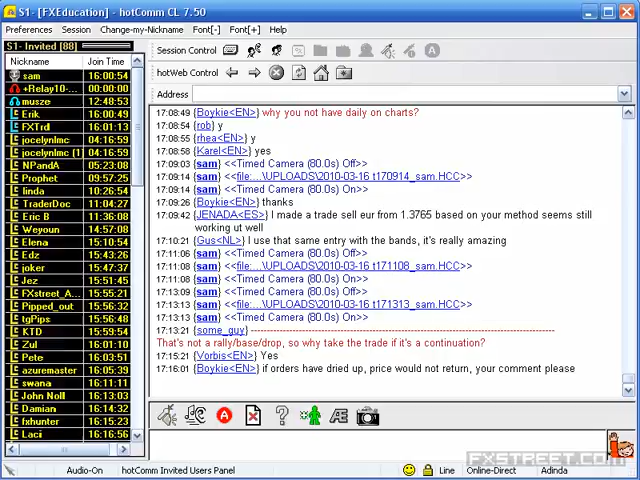 S1- [FXEducation] - hotComm CL 7.50
Preferences Session Change-my-Nickname Font[-] Font[+] Help
S1- Invited [88]
Session Control
Nickname Join Time
hotWeb Control
Address
sam 16:00:54
+Relay10-... 00:00:00
musze 12:48:53
Erik 16:00:09
FXTrd 16:01:13
jocelynlmc 04:16:59
jocelynlmc [1] 04:16:59
NPandA 05:23:08
Prophet 09:57:25
linda 10:26:54
TraderDoc 11:04:27
Eric B 11:36:08
Weyoun 14:57:08
Elena 15:10:54
Edz 15:43:26
joker 15:47:37
Jez 15:51:45
FXstreet_A... 15:55:21
Pipped_out 15:56:32
tgPips 15:56:48
KTD 15:59:54
Zul 16:01:10
Pete 16:03:51
azuremaster 16:05:39
swana 16:11:11
John Noll 16:13:03
Damian 16:14:32
fxhunter 16:15:23
Laci 16:16:56
17:08:49 {Boykie<EN>} why you not have daily on charts?
17:08:54 {rob} y
17:08:55 {rhea<EN>} y
17:08:58 {Karel<EN>} yes
17:09:03 {sam} <<Timed Camera (80.0s) Off>>
17:09:14 {sam} <<file:...\UPLOADS\2010-03-16 t170914_sam.HCC>>
17:09:14 {sam} <<Timed Camera (80.0s) On>>
17:09:26 {Boykie<EN>} thanks
17:09:42 {JENADA<ES>} I made a trade sell eur from 1.3765 based on your method seems still
working ut well
17:10:21 {Gus<NL>} I use that same entry with the bands, it's really amazing
17:11:08 {sam} <<Timed Camera (80.0s) Off>>
17:11:08 {sam} <<file:...\UPLOADS\2010-03-16 t171108_sam.HCC>>
17:11:08 {sam} <<Timed Camera (80.0s) On>>
17:13:09 {sam} <<Timed Camera (80.0s) Off>>
17:13:13 {sam} <<file:...\UPLOADS\2010-03-16 t171313_sam.HCC>>
17:13:13 {sam} <<Timed Camera (80.0s) On>>
17:13:21 {some_guy} ------------------------------------------------------------
That's not a rally/base/drop, so why take the trade if it's a continuation?
17:15:21 {Vorbis<EN>} Yes
17:16:01 {Boykie<EN>} if orders have dried up, price would not return, your comment please
FXSTREET.COM
Audio-On hotComm Invited Users Panel Line Online-Direct Adinda